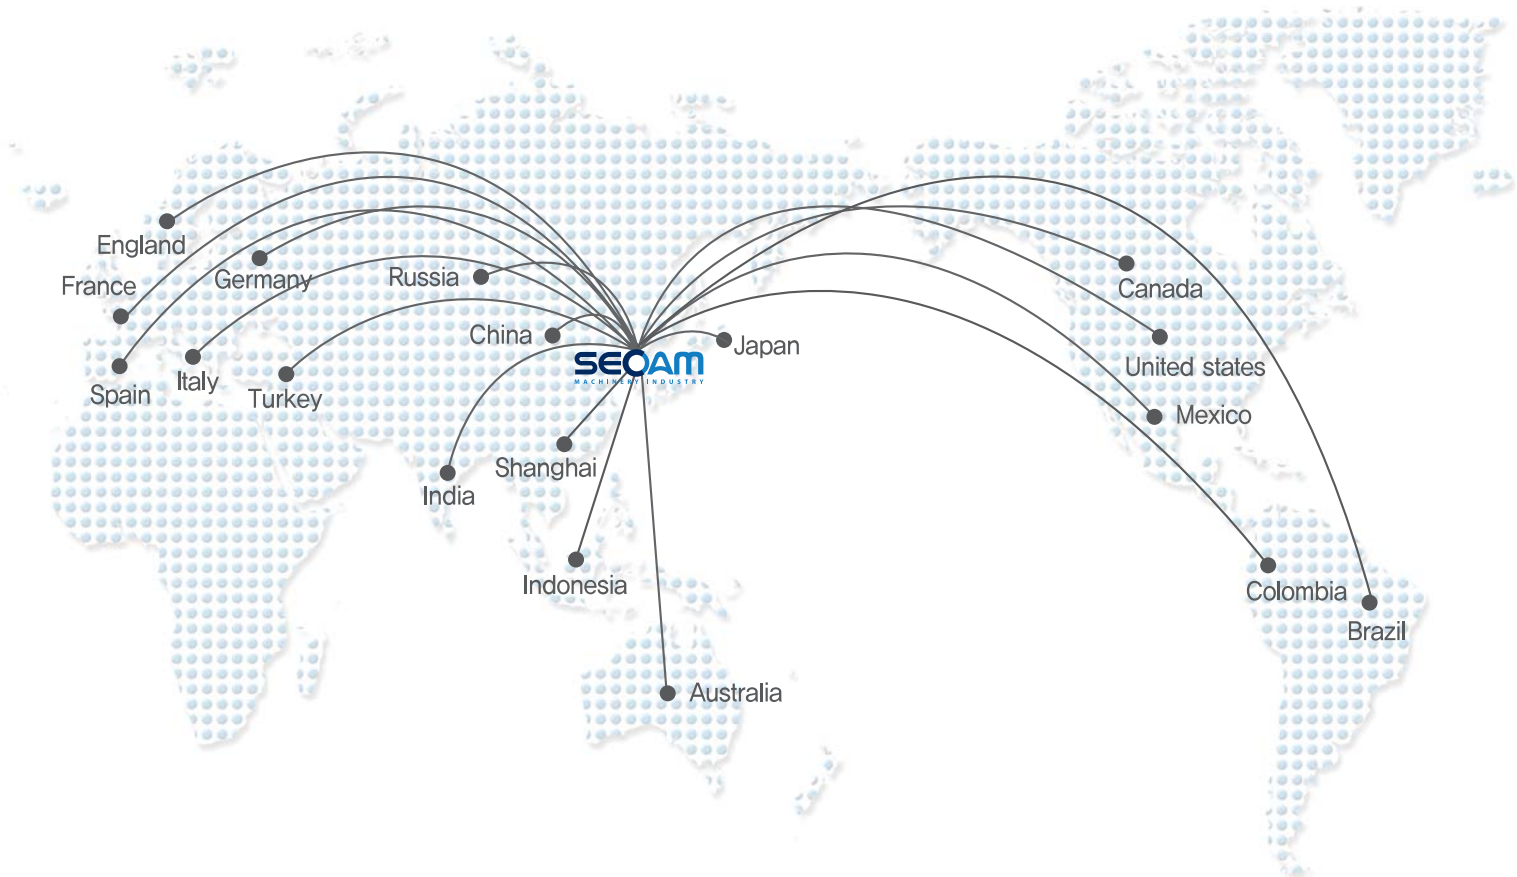 England
France
Germany
Russia
Canada
China
SEOAM
MACHINERY INDUSTRY
Japan
Spain
Italy
Turkey
United states
Mexico
Shanghai
India
Indonesia
Colombia
Brazil
Australia